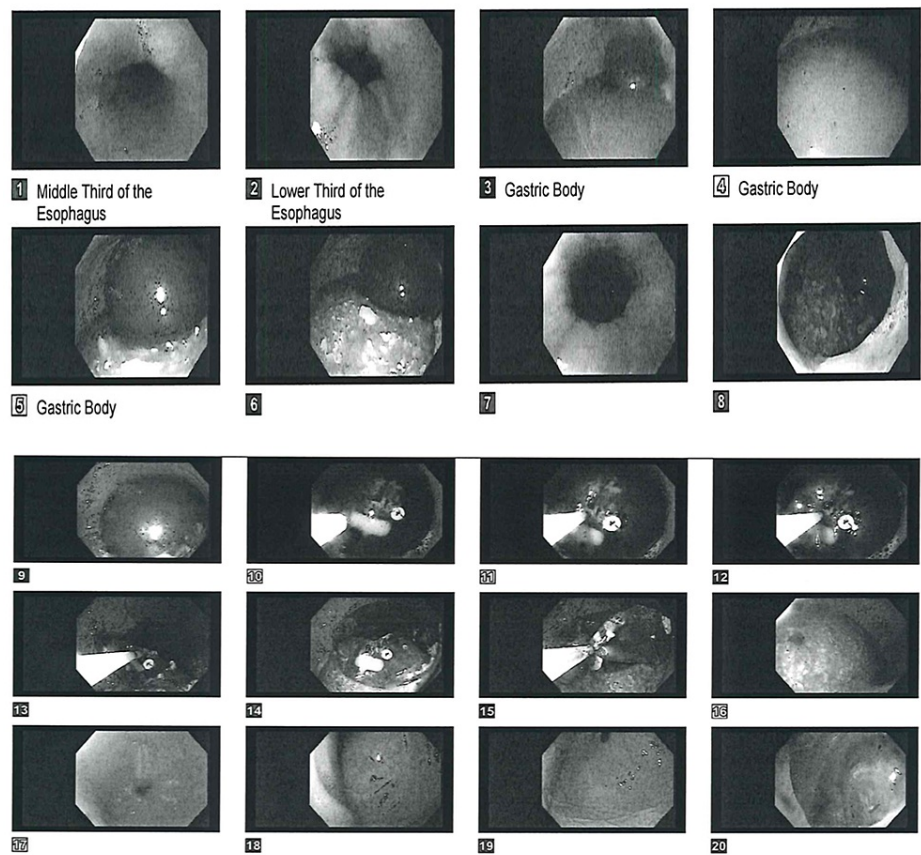 1 Middle Third of the
Esophagus
2 Lower Third of the
Esophagus
3 Gastric Body
4 Gastric Body
5 Gastric Body
6
7
8
9
10
11
12
13
14
15
16
17
18
19
20